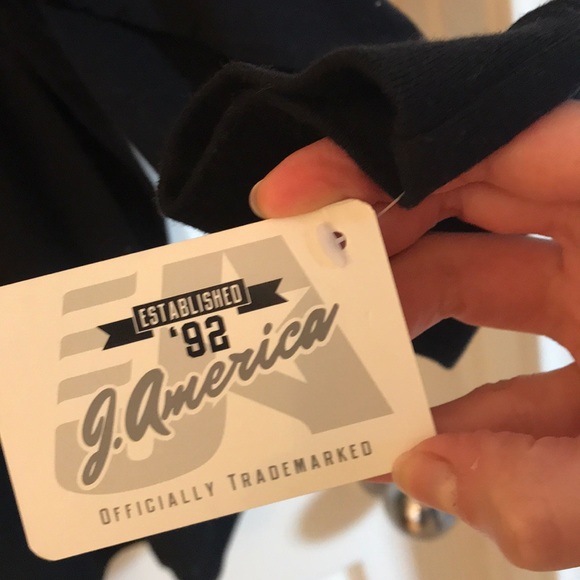 ESTABLISHED
'92
J.America
OFFICIALLY TRADEMARKED